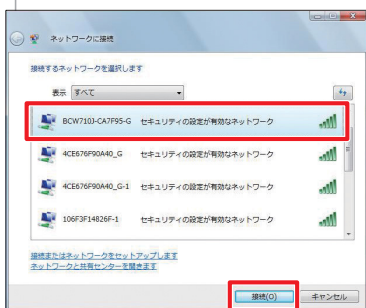 ネットワークに接続
接続するネットワークを選択します
表示 すべて
BCW710J-CA7F95-G セキュリティの設定が有効なネットワーク
4CE676F90A40_G セキュリティの設定が有効なネットワーク
4CE676F90A40_G-1 セキュリティの設定が有効なネットワーク
106F3F14826F-1 セキュリティの設定が有効なネットワーク
接続またはネットワークをセットアップします
ネットワークと共有センターを開きます
接続(O) キャンセル